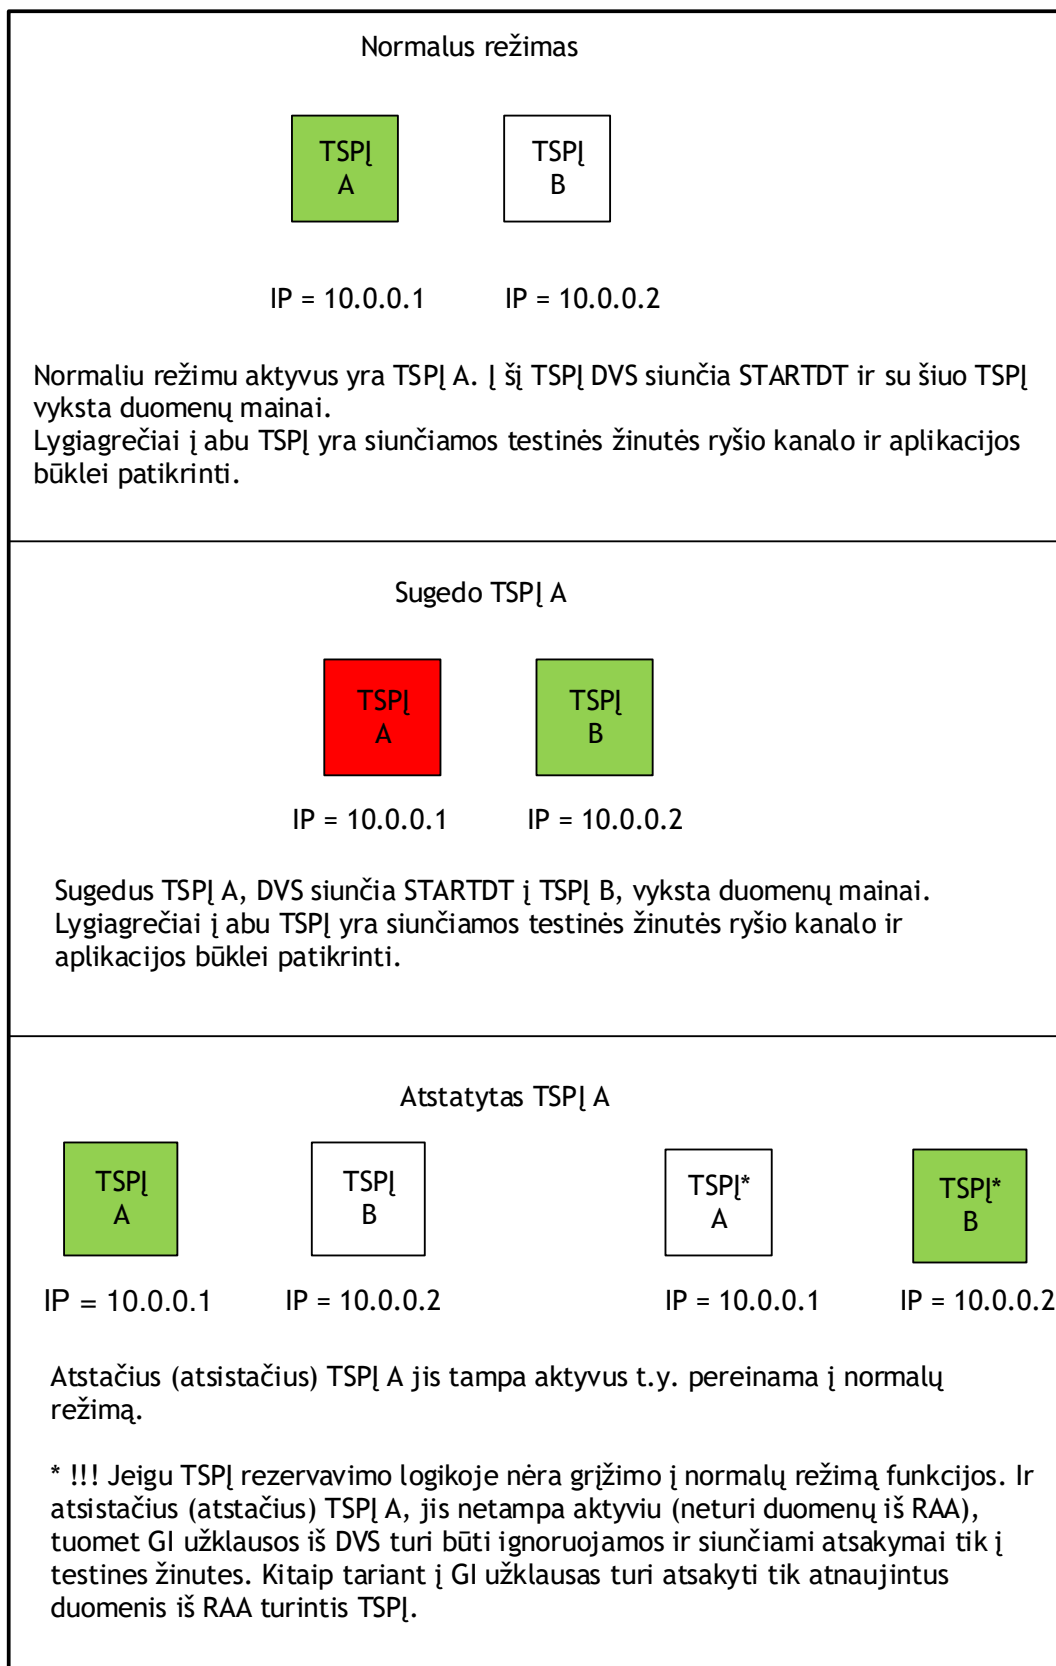 Normalus režimas
TSPĮ
A
TSPĮ
B
IP = 10.0.0.1
IP = 10.0.0.2
Normaliu režimu aktyvus yra TSPĮ A. Į šį TSPĮ DVS siunčia STARTDT ir su šiuo TSPĮ
vyksta duomenų mainai.
Lygiagrečiai į abu TSPĮ yra siunčiamos testinės žinutės ryšio kanalo ir aplikacijos
būklei patikrinti.
Sugedo TSPĮ A
TSPĮ
A
TSPĮ
B
IP = 10.0.0.1
IP = 10.0.0.2
Sugedus TSPĮ A, DVS siunčia STARTDT į TSPĮ B, vyksta duomenų mainai.
Lygiagrečiai į abu TSPĮ yra siunčiamos testinės žinutės ryšio kanalo ir
aplikacijos būklei patikrinti.
Atstatytas TSPĮ A
TSPĮ
A
TSPĮ
B
TSPĮ*
A
TSPĮ*
B
IP = 10.0.0.1
IP = 10.0.0.2
IP = 10.0.0.1
IP = 10.0.0.2
Atstačius (atsistačius) TSPĮ A jis tampa aktyvus t.y. pereinama į normalų
režimą.
* !!! Jeigu TSPĮ rezervavimo logikoje nėra grįžimo į normalų režimą funkcijos. Ir
atsistačius (atstačius) TSPĮ A, jis netampa aktyviu (neturi duomenų iš RAA),
tuomet GI užklausos iš DVS turi būti ignoruojamos ir siunčiami atsakymai tik į
testines žinutes. Kitaip tariant į GI užklausas turi atsakyti tik atnaujintus
duomenis iš RAA turintis TSPĮ.